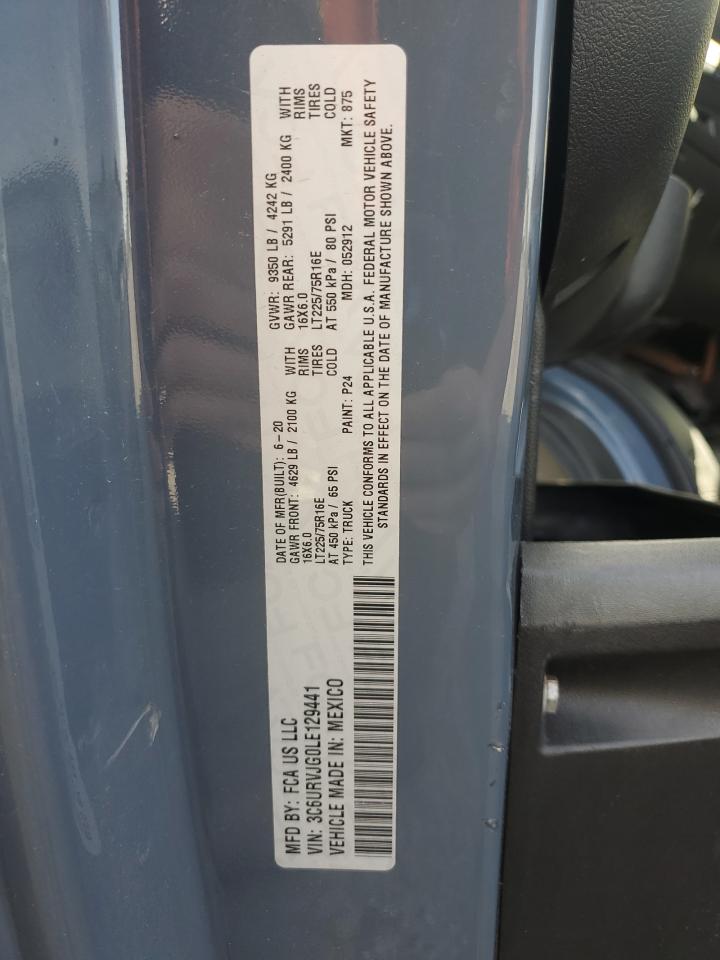 MFD BY: FCA US LLC
VIN: 3C6URVJG0LE129441
VEHICLE MADE IN: MEXICO
DATE OF MFR(BUILT): 6-20
GAWR FRONT: 4629 LB / 2100 KG WITH
16X6.0 RIMS
LT225/75R16E TIRES
AT 450 kPa / 65 PSI COLD
TYPE: TRUCK PAINT: P24 MDH: 052912 MKT: 875
GVWR: 9350 LB / 4242 KG
GAWR REAR: 5291 LB / 2400 KG WITH
16X6.0 RIMS
LT225/75R16E TIRES
AT 550 kPa / 80 PSI COLD
THIS VEHICLE CONFORMS TO ALL APPLICABLE U.S.A. FEDERAL MOTOR VEHICLE SAFETY
STANDARDS IN EFFECT ON THE DATE OF MANUFACTURE SHOWN ABOVE.